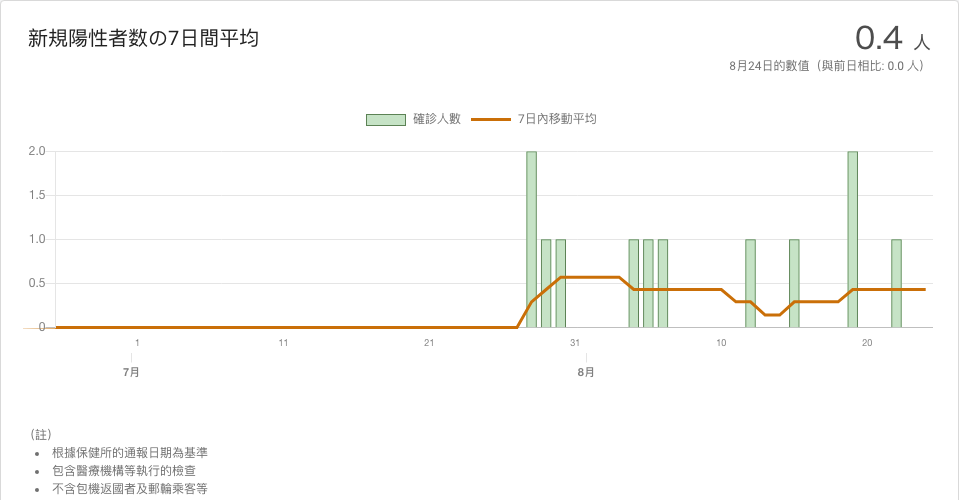 新規陽性者数の7日間平均
0.4 人
8月24日的數值（與前日相比: 0.0 人）
確診人數 7日內移動平均
2.0
1.5
1.0
0.5
0
1 11 21 31 10 20
7月 8月
（註）
• 根據保健所的通報日期為基準
• 包含醫療機構等執行的檢查
• 不含包機返國者及郵輪乘客等